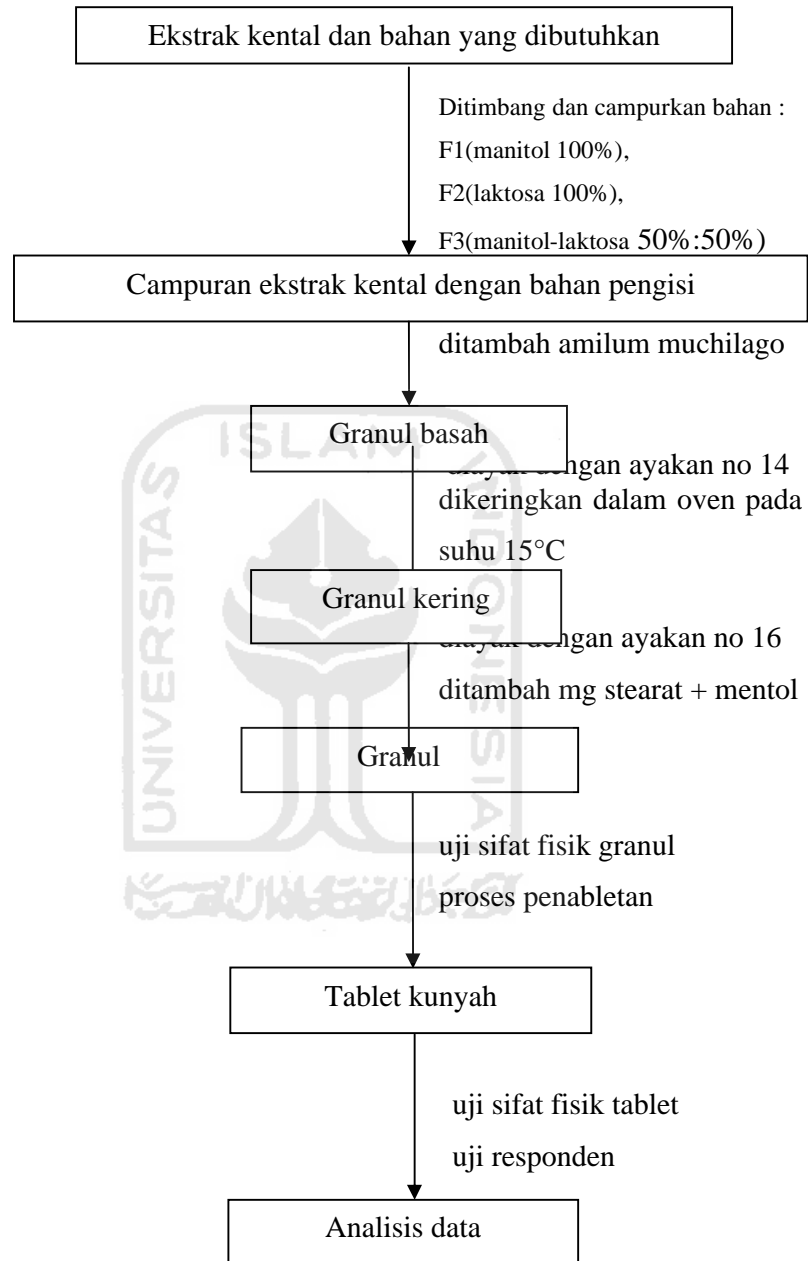 Ekstrak kental dan bahan yang dibutuhkan
Ditimbang dan campurkan bahan :
F1(manitol 100%),
F2(laktosa 100%),
F3(manitol-laktosa 50%:50%)
Campuran ekstrak kental dengan bahan pengisi
ditambah amilum muchilago
Granul basah
dengan ayakan no 14
dikeringkan dalam oven pada
suhu 15°C
Granul kering
dengan ayakan no 16
ditambah mg stearat + mentol
Granul
uji sifat fisik granul
proses penabletan
Tablet kunyah
uji sifat fisik tablet
uji responden
Analisis data
UNIVERSITAS
ISLAM
INDONESIA